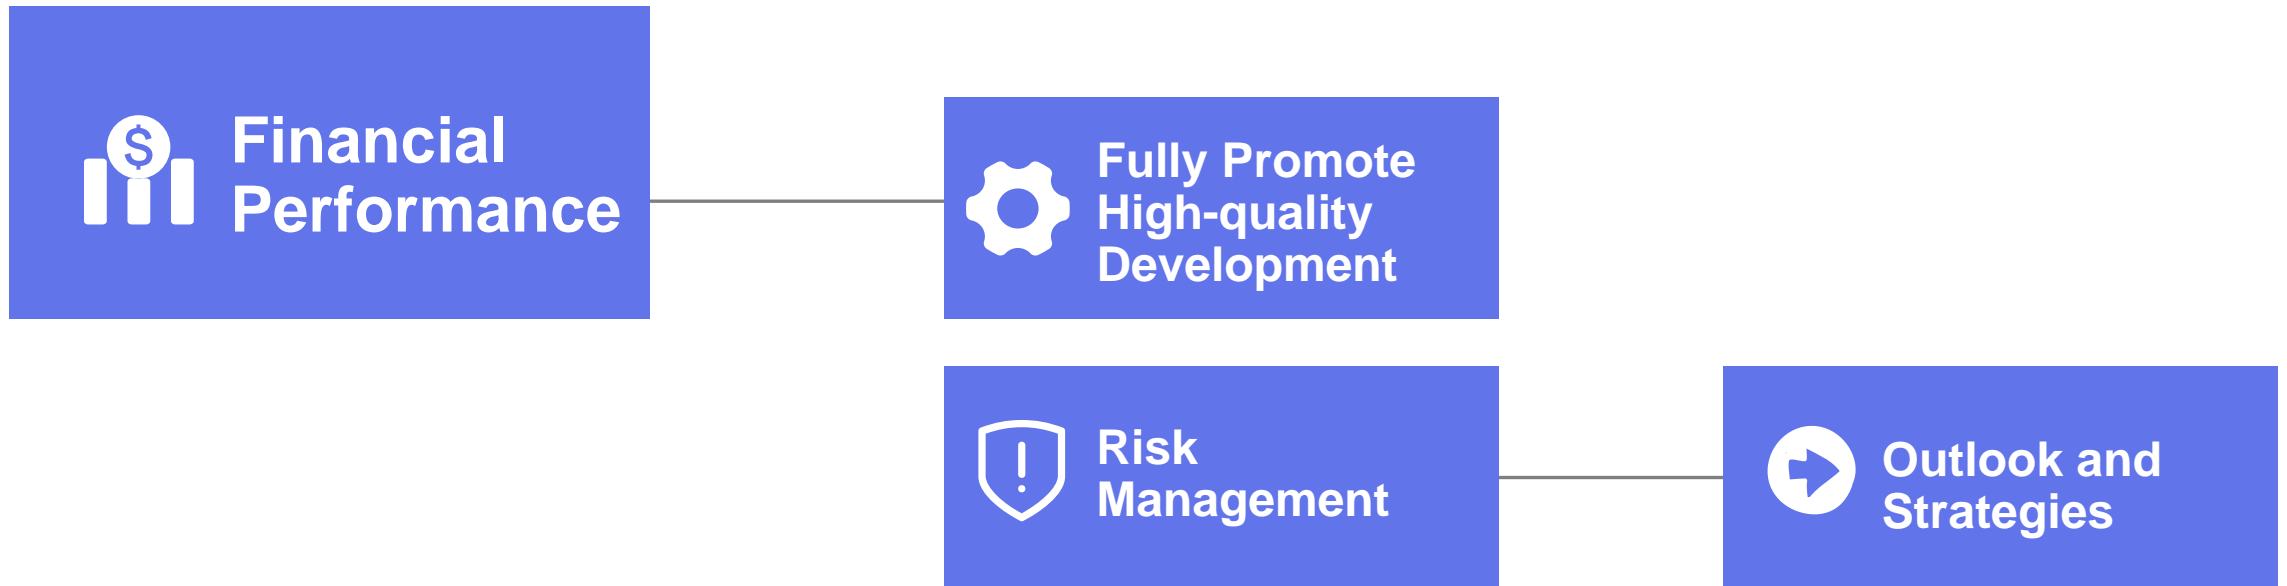 Financial
Performance
Fully Promote
High-quality
Development
Risk
Management
Outlook and
Strategies